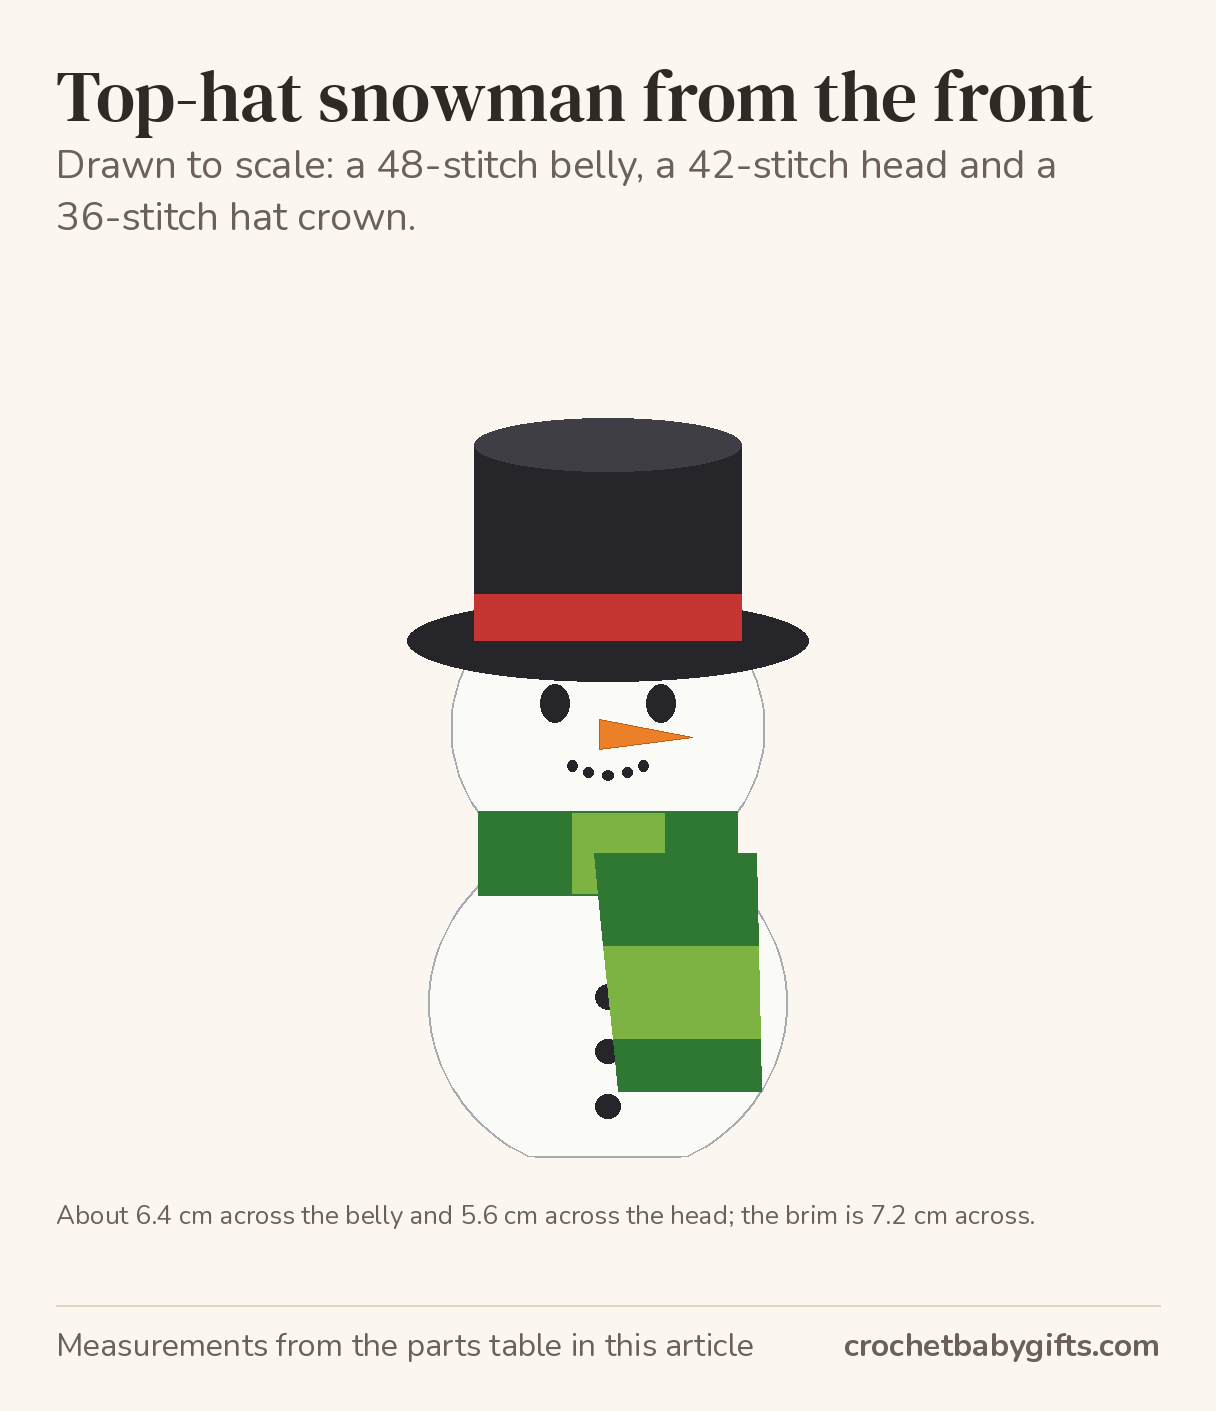 Top-hat snowman from the front
Drawn to scale: a 48-stitch belly, a 42-stitch head and a
36-stitch hat crown.
About 6.4 cm across the belly and 5.6 cm across the head; the brim is 7.2 cm across.
Measurements from the parts table in this article
crochetbabygifts.com